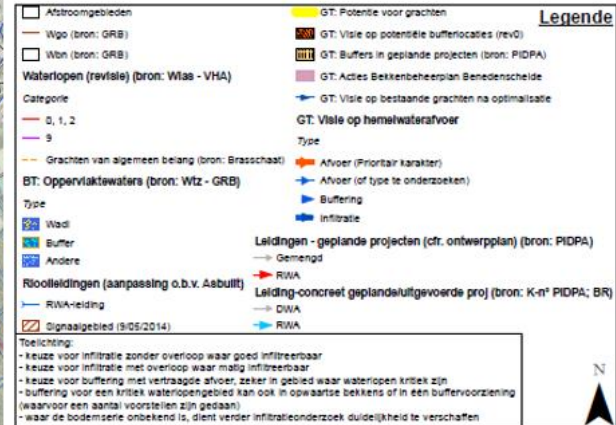 Legende
Afstroomgebieden
Wgo (bron: GRB)
Wbn (bron: GRB)
Waterlopen (revisie) (bron: Wlas - VHA)
Categorie
0, 1, 2
9
Grachten van algemeen belang (bron: Brasschaat)
BT: Oppervlaktewaters (bron: Wtz - GRB)
Type
Wadi
Buffer
Andere
Rioolleidingen (aanpassing o.b.v. Asbuilt)
RWA-leiding
Signaalgebied (9/05/2014)
GT: Potentie voor grachten
GT: Visie op potentiële bufferlocaties (rev0)
GT: Buffers in geplande projecten (bron: PIDPA)
GT: Acties Bekkenbeheerplan Benedenschelde
GT: Visie op bestaande grachten na optimalisatie
GT: Visie op hemelwaterafvoer
Type
Afvoer (Prioritair karakter)
Afvoer (of type te onderzoeken)
Buffering
Infiltratie
Leidingen - geplande projecten (cfr. ontwerpplan) (bron: PIDPA)
Gemengd
RWA
Leiding-concreet geplande/uitgevoerde proj (bron: K-n° PIDPA; BR)
DWA
RWA
Toelichting:
- keuze voor infiltratie zonder overloop waar goed infiltreerbaar
- keuze voor infiltratie met overloop waar matig infiltreerbaar
- keuze voor buffering met vertraagde afvoer, zeker in gebied waar waterlopen kritiek zijn
- buffering voor een kritiek waterlopengebied kan ook in opwaartse bekkens of in één buffervoorziening
(waarvoor een aantal voorstellen zijn gedaan)
- waar de bodemserie onbekend is, dient verder infiltratieonderzoek duidelijkheid te verschaffen
N